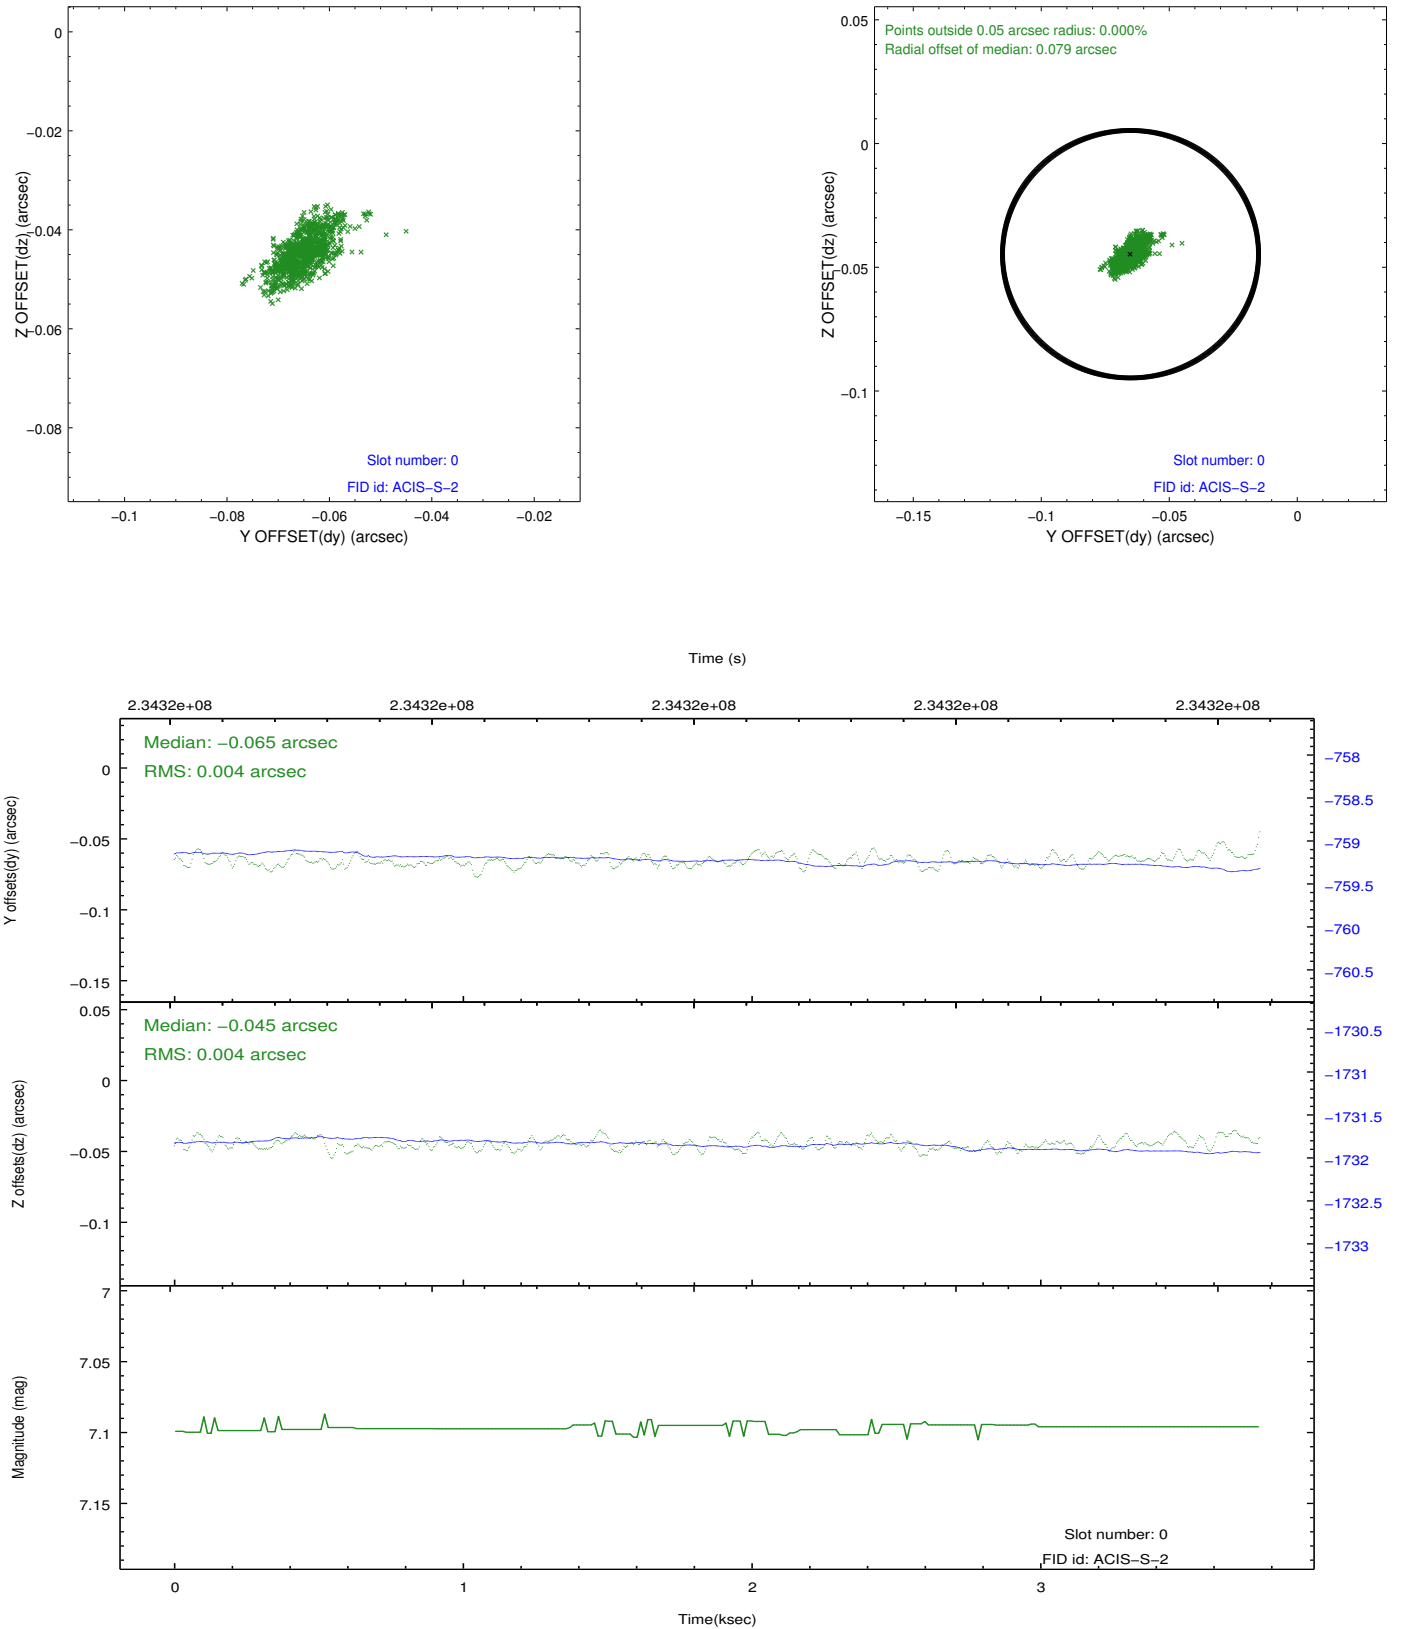 0
−0.02
−0.04
−0.06
−0.08
Z OFFSET(dz) (arcsec)
Slot number: 0
FID id: ACIS−S−2
−0.1 −0.08 −0.06 −0.04 −0.02
Y OFFSET(dy) (arcsec)
0.05
0
−0.05
−0.1
Z OFFSET(dz) (arcsec)
Points outside 0.05 arcsec radius: 0.000%
Radial offset of median: 0.079 arcsec
Slot number: 0
FID id: ACIS−S−2
−0.15 −0.1 −0.05 0
Y OFFSET(dy) (arcsec)
Time (s)
2.3432e+08 2.3432e+08 2.3432e+08 2.3432e+08 2.3432e+08
Median: −0.065 arcsec
RMS: 0.004 arcsec
0
−0.05
−0.1
−0.15
Y offsets(dy) (arcsec)
−758
−758.5
−759
−759.5
−760
−760.5
Median: −0.045 arcsec
RMS: 0.004 arcsec
0.05
0
−0.05
−0.1
Z offsets(dz) (arcsec)
−1730.5
−1731
−1731.5
−1732
−1732.5
−1733
7
7.05
7.1
7.15
Magnitude (mag)
Slot number: 0
FID id: ACIS−S−2
0 1 2 3
Time(ksec)